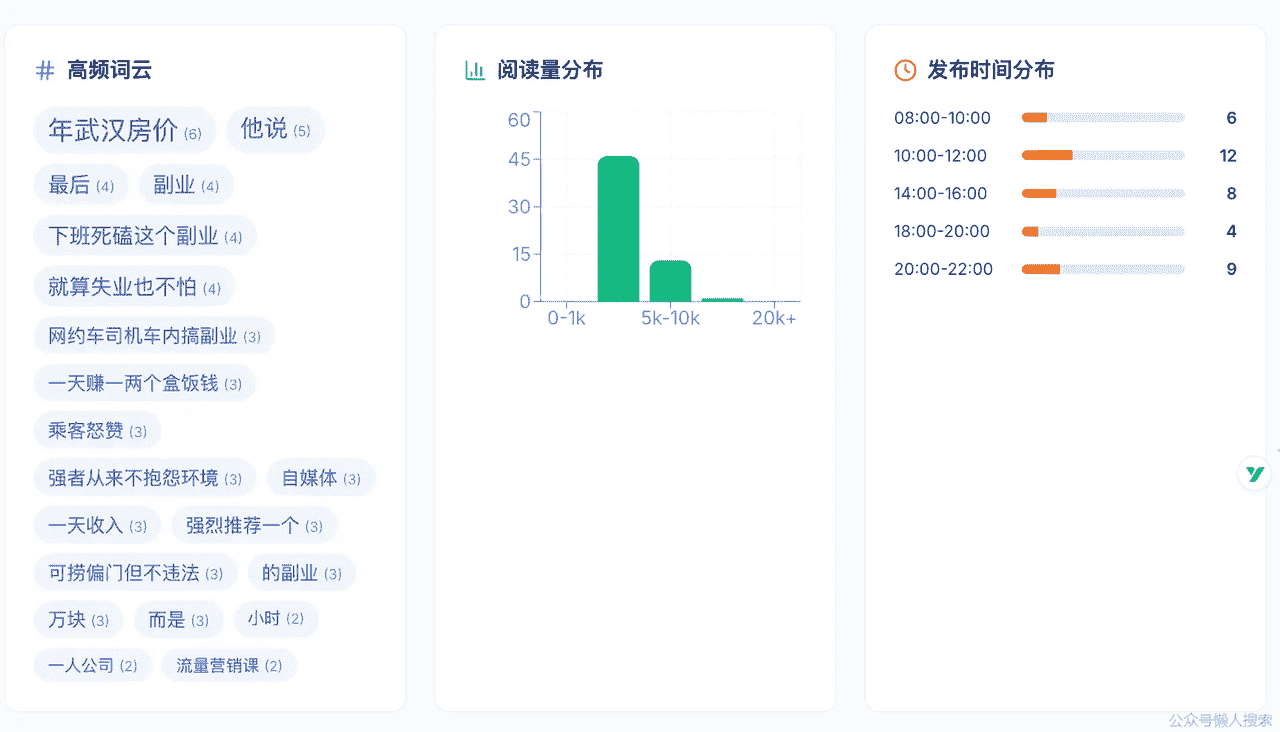 高频词云
年武汉房价 (6) 他说 (5)
最后 (4) 副业 (4)
下班死磕这个副业 (4)
就算失业也不怕 (4)
网约车司机车内搞副业 (3)
一天赚一两个盒饭钱 (3)
乘客怒赞 (3)
强者从来不抱怨环境 (3) 自媒体 (3)
一天收入 (3) 强烈推荐一个 (3)
可捞偏门但不违法 (3) 的副业 (3)
万块 (3) 而是 (3) 小时 (2)
一人公司 (2) 流量营销课 (2)
阅读量分布
60
45
30
15
0
0-1k 5k-10k 20k+
发布时间分布
08:00-10:00 6
10:00-12:00 12
14:00-16:00 8
18:00-20:00 4
20:00-22:00 9
公众号懒人搜索